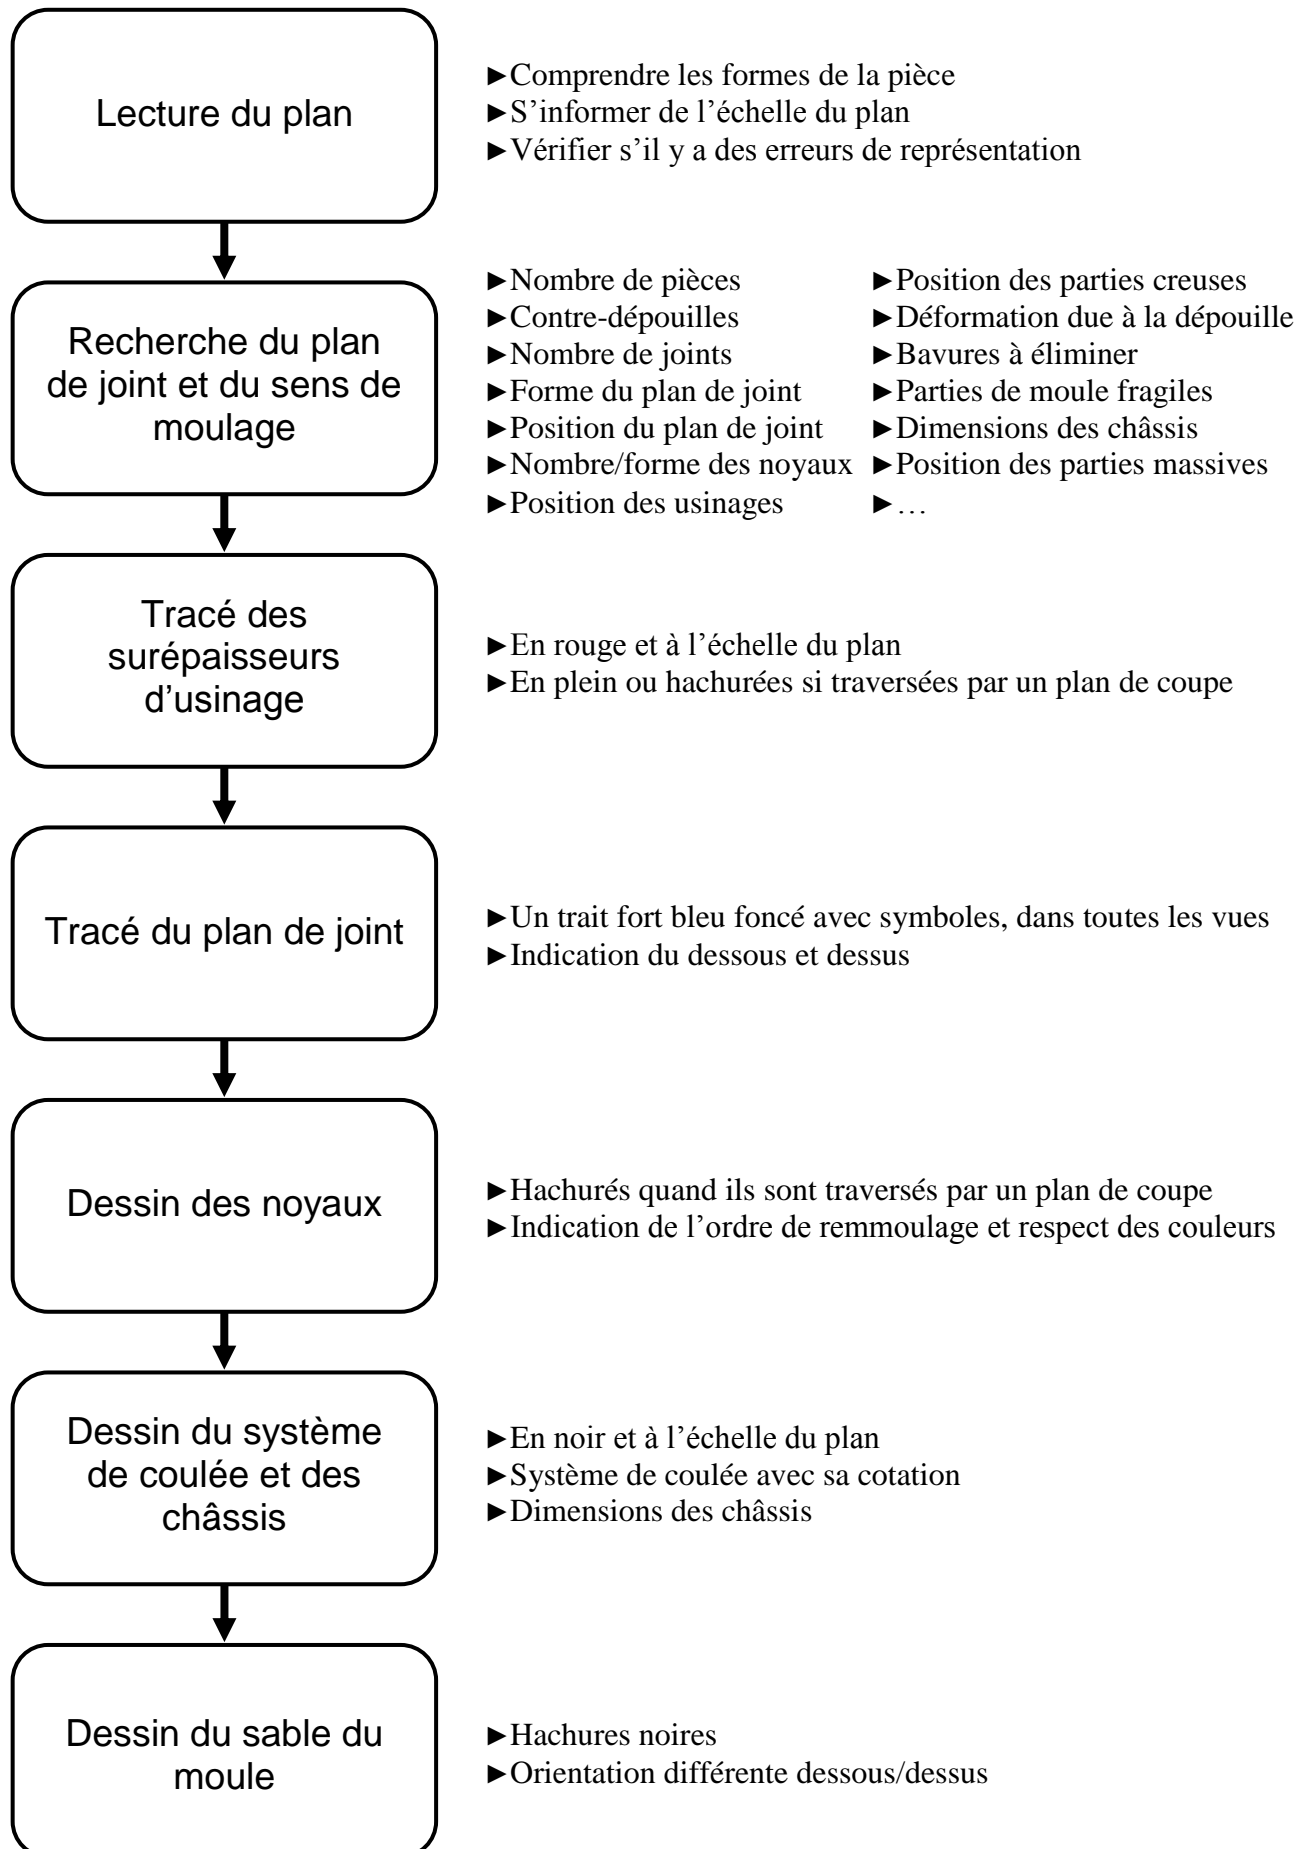 Lecture du plan
►Comprendre les formes de la pièce
►S’informer de l’échelle du plan
►Vérifier s’il y a des erreurs de représentation
Recherche du plan
de joint et du sens de
moulage
►Nombre de pièces
►Contre-dépouilles
►Nombre de joints
►Forme du plan de joint
►Position du plan de joint
►Nombre/forme des noyaux
►Position des usinages
►Position des parties creuses
►Déformation due à la dépouille
►Bavures à éliminer
►Parties de moule fragiles
►Dimensions des châssis
►Position des parties massives
►…
Tracé des
surépaisseurs
d’usinage
►En rouge et à l’échelle du plan
►En plein ou hachurées si traversées par un plan de coupe
Tracé du plan de joint
►Un trait fort bleu foncé avec symboles, dans toutes les vues
►Indication du dessous et dessus
Dessin des noyaux
►Hachurés quand ils sont traversés par un plan de coupe
►Indication de l’ordre de remmoulage et respect des couleurs
Dessin du système
de coulée et des
châssis
►En noir et à l’échelle du plan
►Système de coulée avec sa cotation
►Dimensions des châssis
Dessin du sable du
moule
►Hachures noires
►Orientation différente dessous/dessus